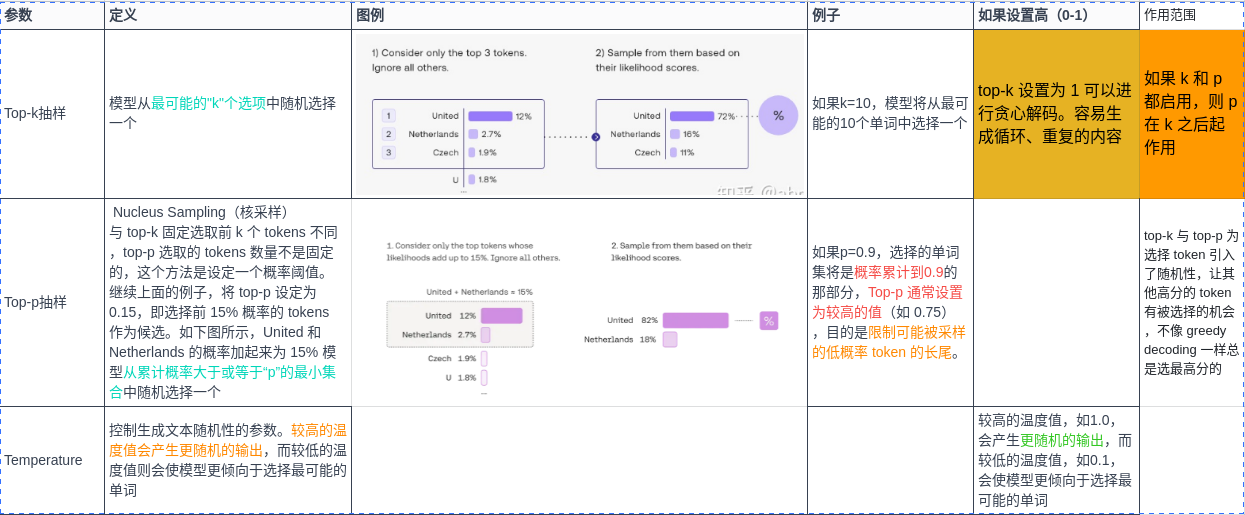 参数
定义
图例
例子
如果设置高（0-1）
作用范围
Top-k抽样
模型从最可能的"k"个选项中随机选择
一个
1) Consider only the top 3 tokens.
Ignore all others.
2) Sample from them based on
their likelihood scores.
1 United 12%
2 Netherlands 2.7%
3 Czech 1.9%
U 1.8%
...
United 72%
Netherlands 16%
Czech 11%
%
如果k=10，模型将从最可
能的10个单词中选择一个
top-k 设置为 1 可以进
行贪心解码。容易生
成循环、重复的内容
如果 k 和 p
都启用，则 p
在 k 之后起
作用
Top-p抽样
Nucleus Sampling（核采样）
与 top-k 固定选取前 k 个 tokens 不同
，top-p 选取的 tokens 数量不是固定
的，这个方法是设定一个概率阈值。
继续上面的例子，将 top-p 设定为
0.15，即选择前 15% 概率的 tokens
作为候选。如下图所示，United 和
Netherlands 的概率加起来为 15% 模
型从累计概率大于或等于“p”的最小集
合中随机选择一个
1. Consider only the top tokens whose
likelihoods add up to 15%. Ignore all others.
2. Sample from them based on their
likelihood scores.
United + Netherlands = 15%
United 12%
Netherlands 2.7%
Czech 1.9%
U 1.8%
...
United 82%
Netherlands 18%
%
如果p=0.9，选择的单词
集将是概率累计到0.9的
那部分，Top-p 通常设置
为较高的值（如 0.75）
，目的是限制可能被采样
的低概率 token 的长尾。
top-k 与 top-p 为
选择 token 引入
了随机性，让其
他高分的 token
有被选择的机会
，不像 greedy
decoding 一样总
是选最高分的
Temperature
控制生成文本随机性的参数。较高的温
度值会产生更随机的输出，而较低的温
度值则会使模型更倾向于选择最可能的
单词
较高的温度值，如1.0，
会产生更随机的输出，而
较低的温度值，如0.1，
会使模型更倾向于选择最
可能的单词